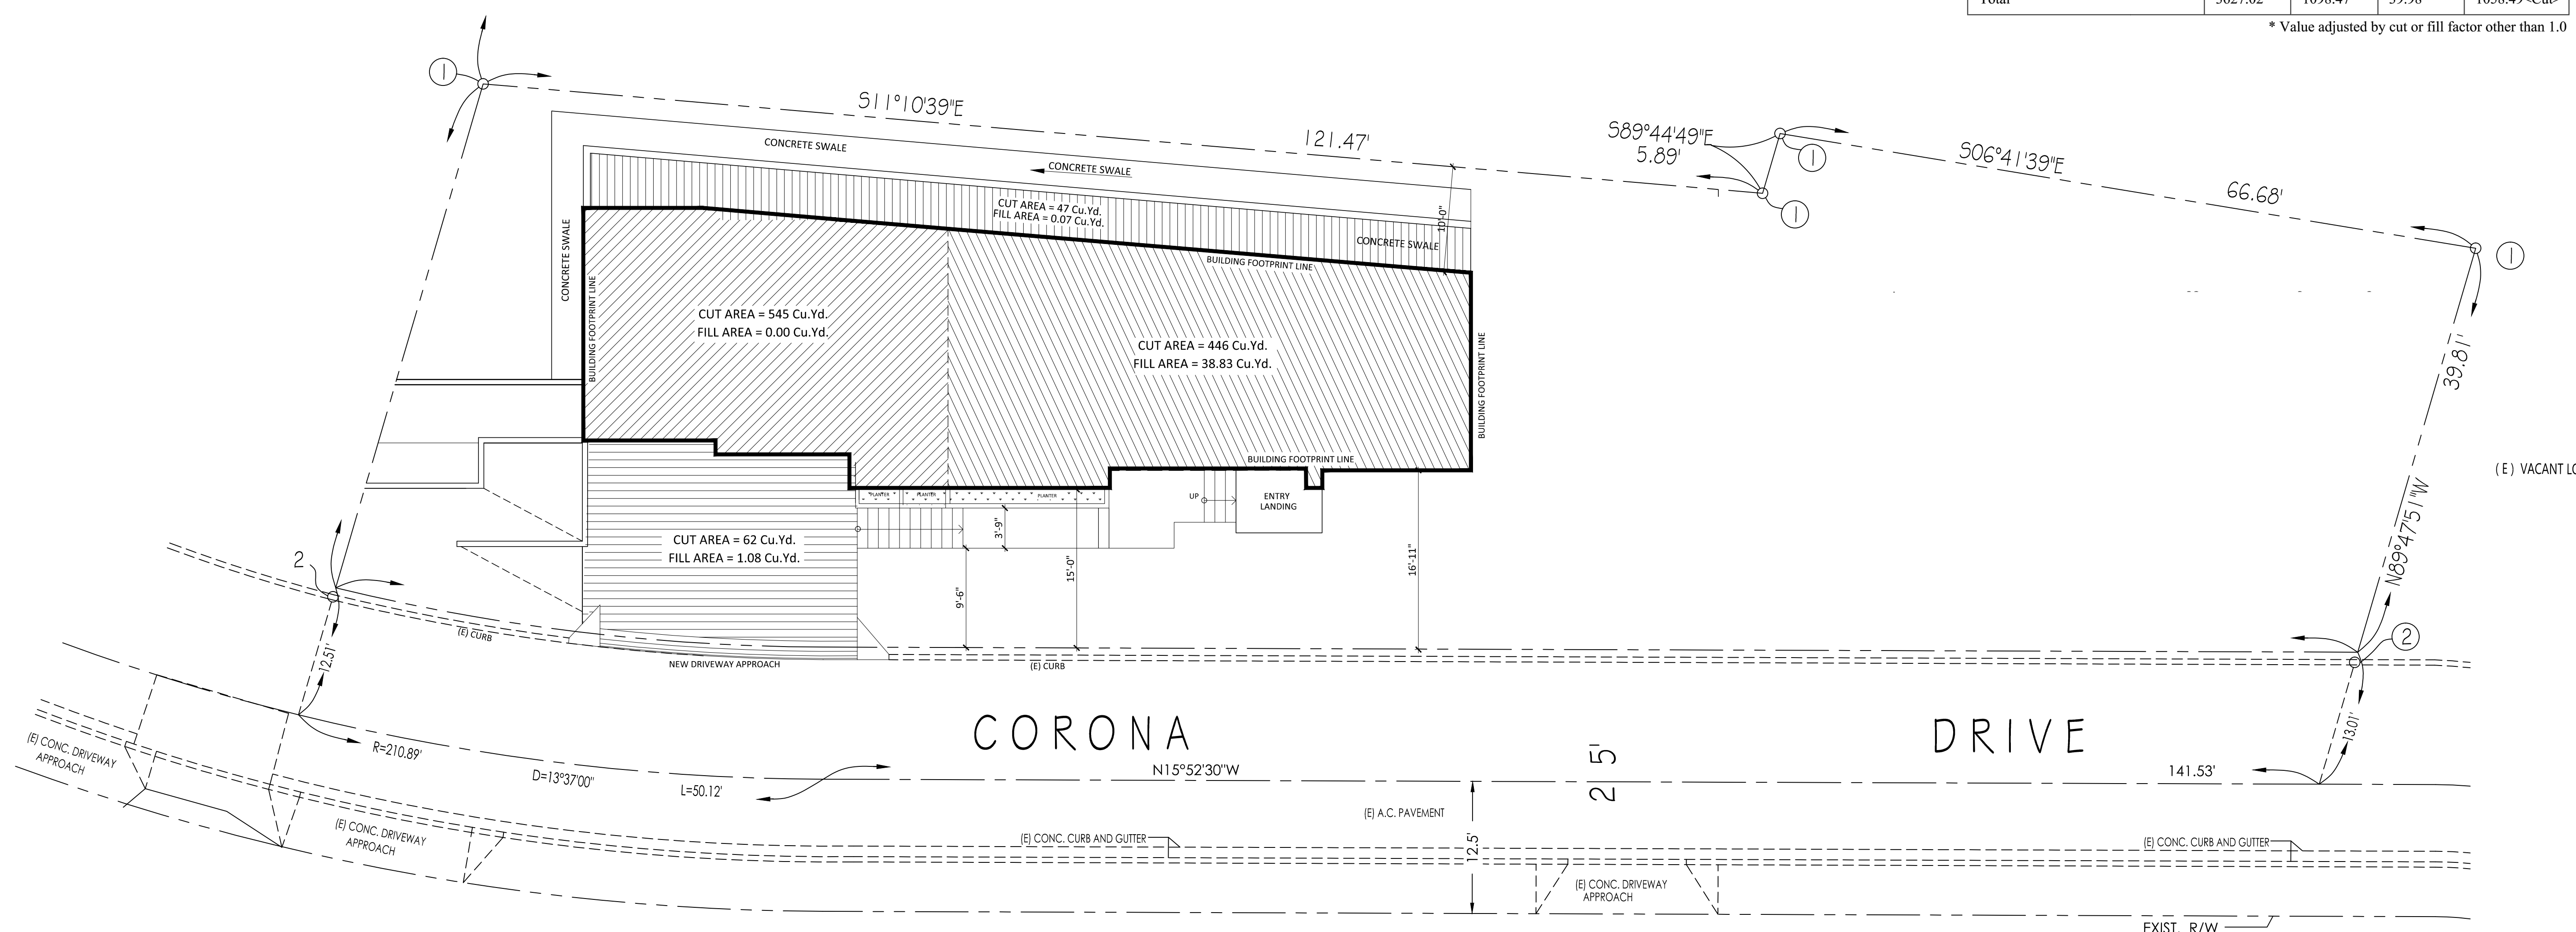 * Value adjusted by cut or fill factor other than 1.0
1
S11°10'39"E
121.47'
S89°44'49"E
5.89'
1
1
S06°41'39"E
66.68'
1
CONCRETE SWALE
CONCRETE SWALE
CUT AREA = 47 Cu.Yd.
FILL AREA = 0.07 Cu.Yd.
CONCRETE SWALE
10'-0"
CONCRETE SWALE
BUILDING FOOTPRINT LINE
BUILDING FOOTPRINT LINE
CUT AREA = 545 Cu.Yd.
FILL AREA = 0.00 Cu.Yd.
CUT AREA = 446 Cu.Yd.
FILL AREA = 38.83 Cu.Yd.
BUILDING FOOTPRINT LINE
39.81'
N89°47'51"W
BUILDING FOOTPRINT LINE
(E) VACANT
PLANTER
PLANTER
PLANTER
UP
ENTRY
LANDING
CUT AREA = 62 Cu.Yd.
FILL AREA = 1.08 Cu.Yd.
3'-9"
9'-6"
15'-0"
16'-11"
2
2
(E) CURB
NEW DRIVEWAY APPROACH
(E) CURB
12.51'
13.01'
CORONA DRIVE
(E) CONC. DRIVEWAY
APPROACH
R=210.89'
D=13°37'00"
L=50.12'
N15°52'30"W
25'
141.53'
(E) CONC. DRIVEWAY
APPROACH
(E) A.C. PAVEMENT
12.5'
(E) CONC. CURB AND GUTTER
(E) CONC. CURB AND GUTTER
(E) CONC. DRIVEWAY
APPROACH
EXIST. R/W